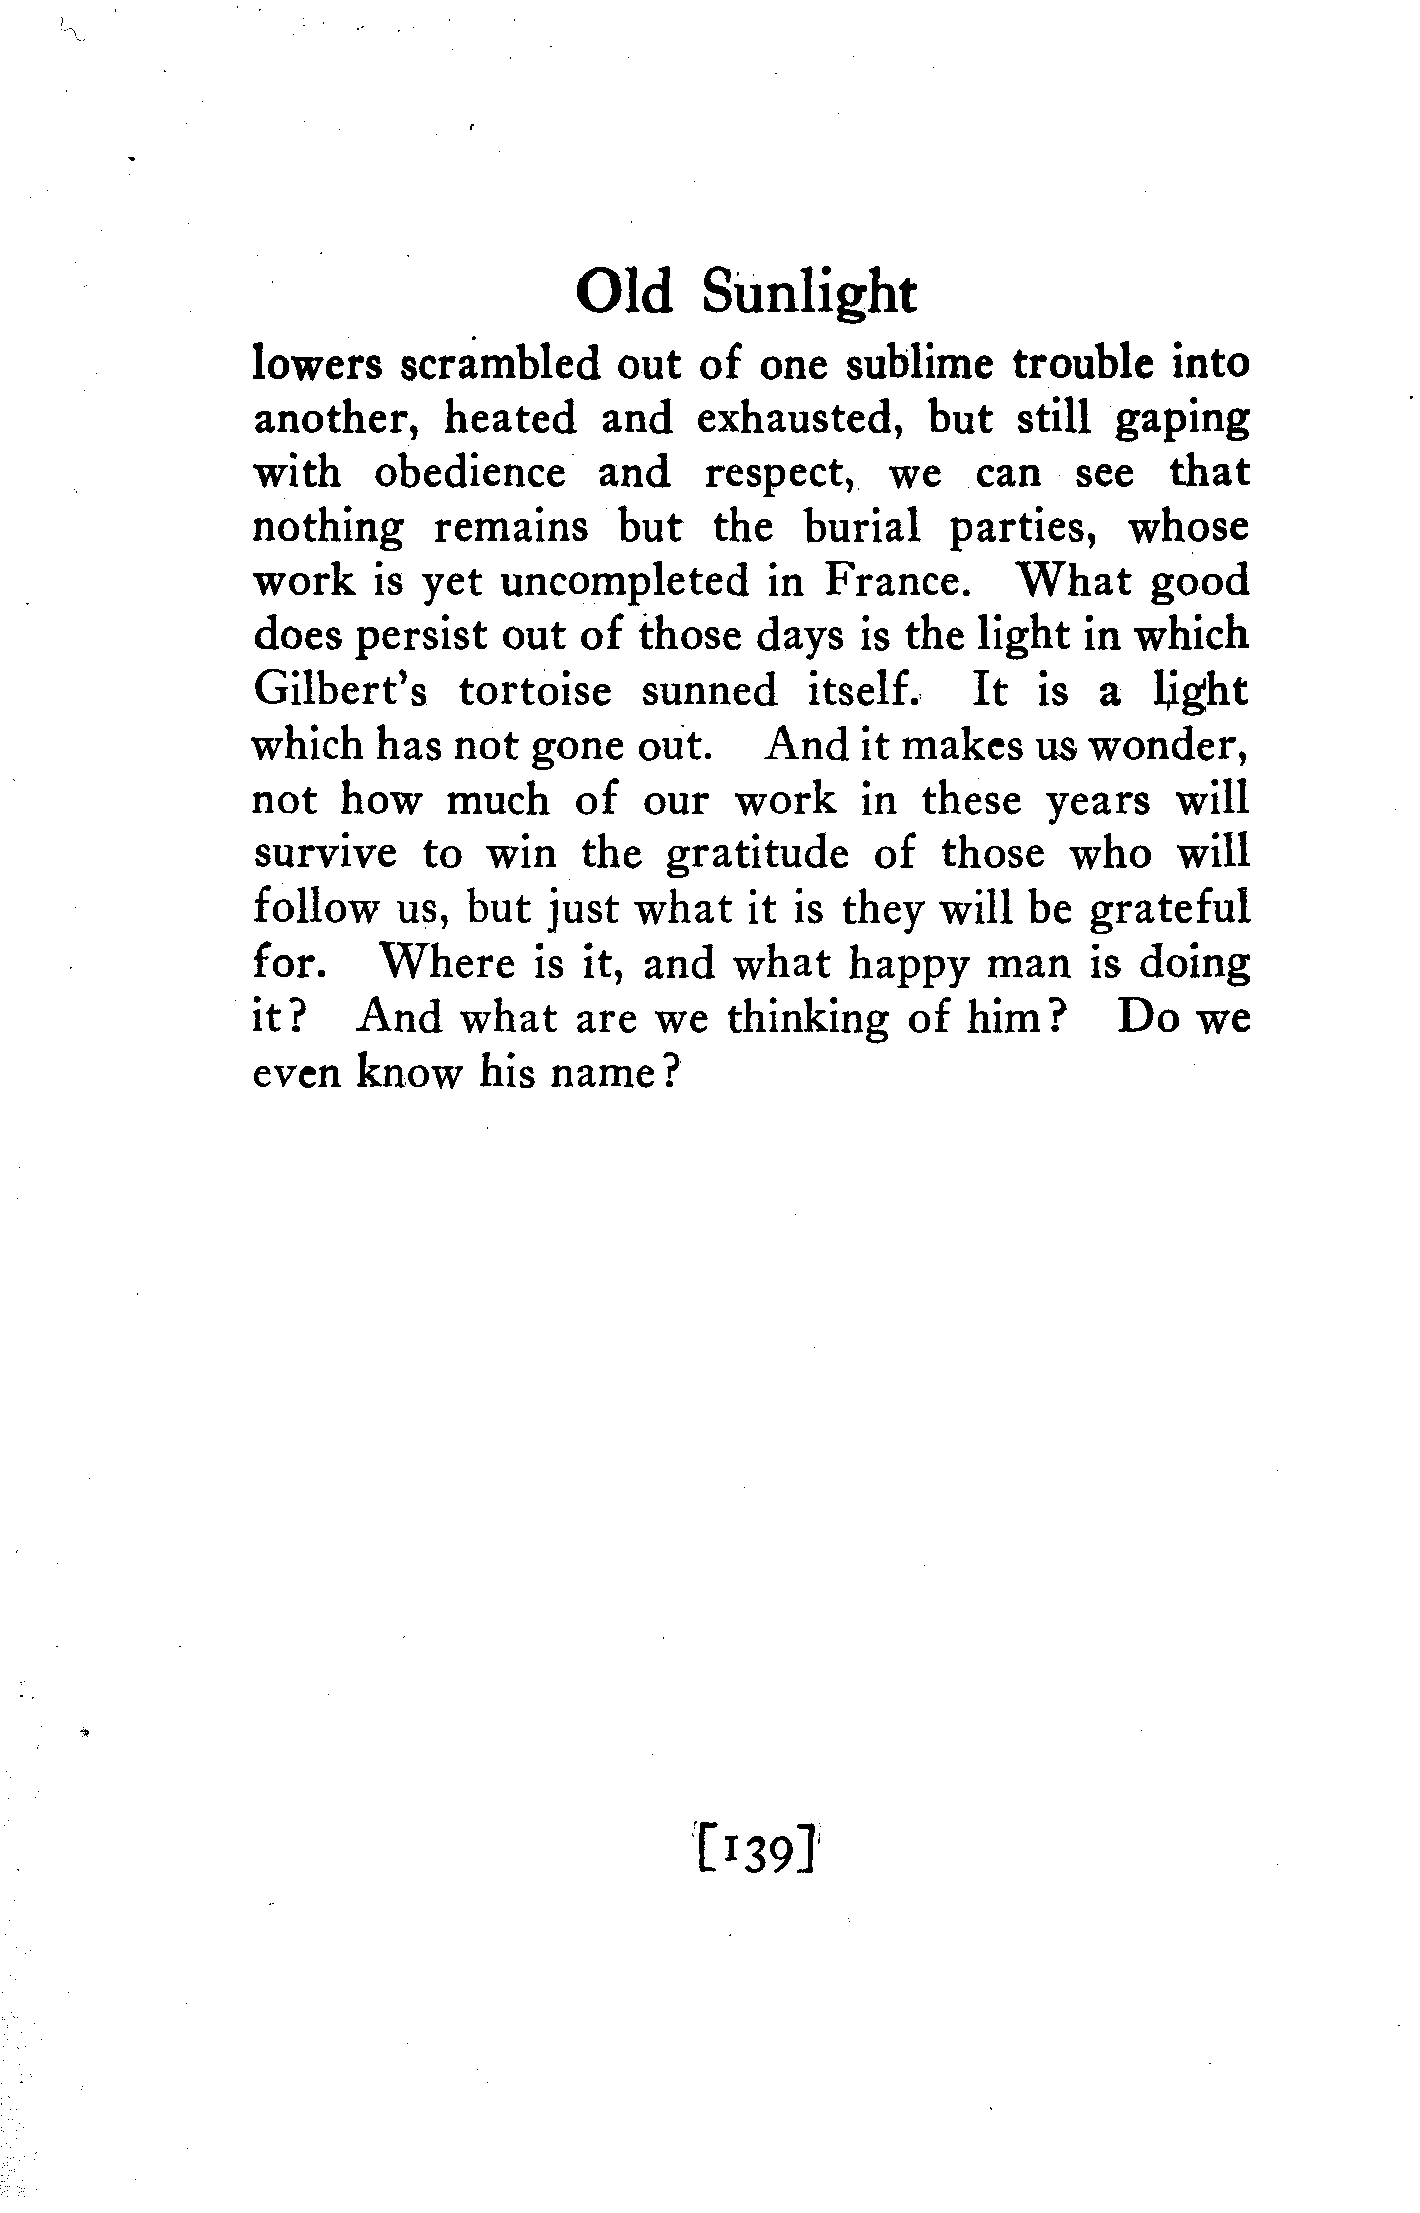 Old Sunlight
lowers scrambled out of one sublime trouble into
another, heated and exhausted, but still gaping
with obedience and respect, we can see that
nothing remains but the burial parties, whose
work is yet uncompleted in France. What good
does persist out of those days is the light in which
Gilbert's tortoise sunned itself. It is a light
which has not gone out. And it makes us wonder,
not how much of our work in these years will
survive to win the gratitude of those who will
follow us, but just what it is they will be grateful
for. Where is it, and what happy man is doing
it? And what are we thinking of him? Do we
even know his name?
[139]